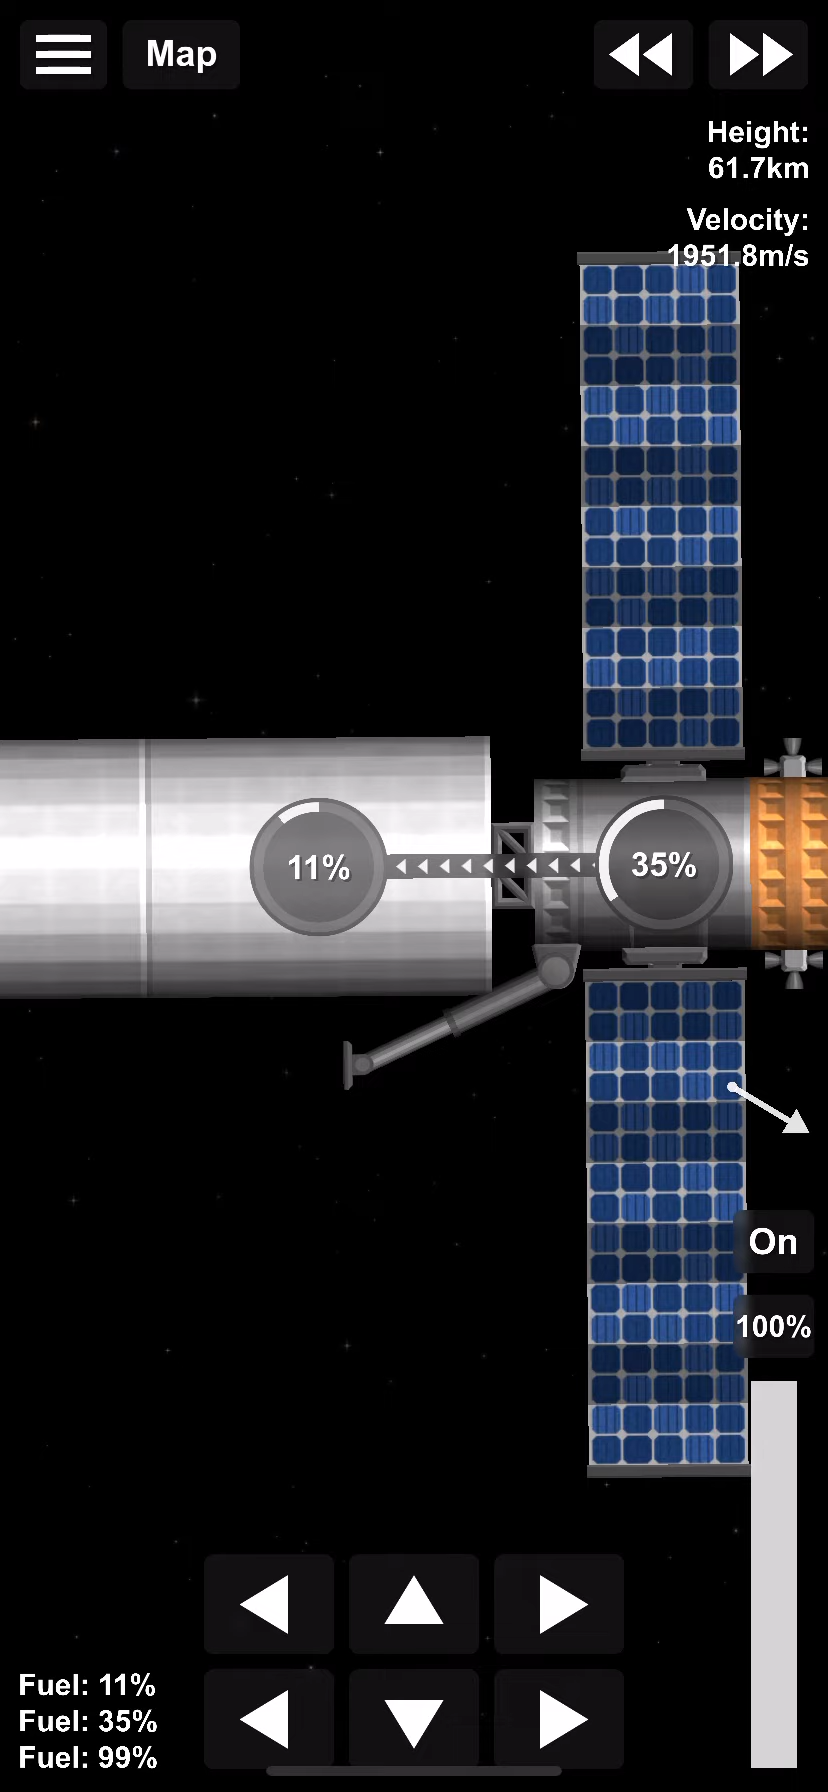 Map
Height:
61.7km
Velocity:
1951.8m/s
11%
35%
On
100%
Fuel: 11%
Fuel: 35%
Fuel: 99%